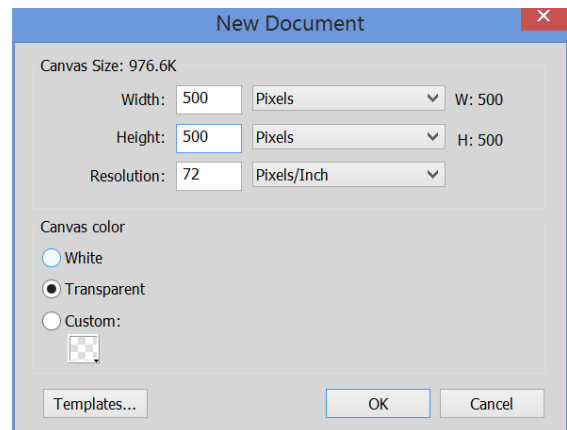 New Document
Canvas Size: 976.6K
Width: 500 Pixels W: 500
Height: 500 Pixels H: 500
Resolution: 72 Pixels/Inch
Canvas color
White
Transparent
Custom:
Templates... OK Cancel